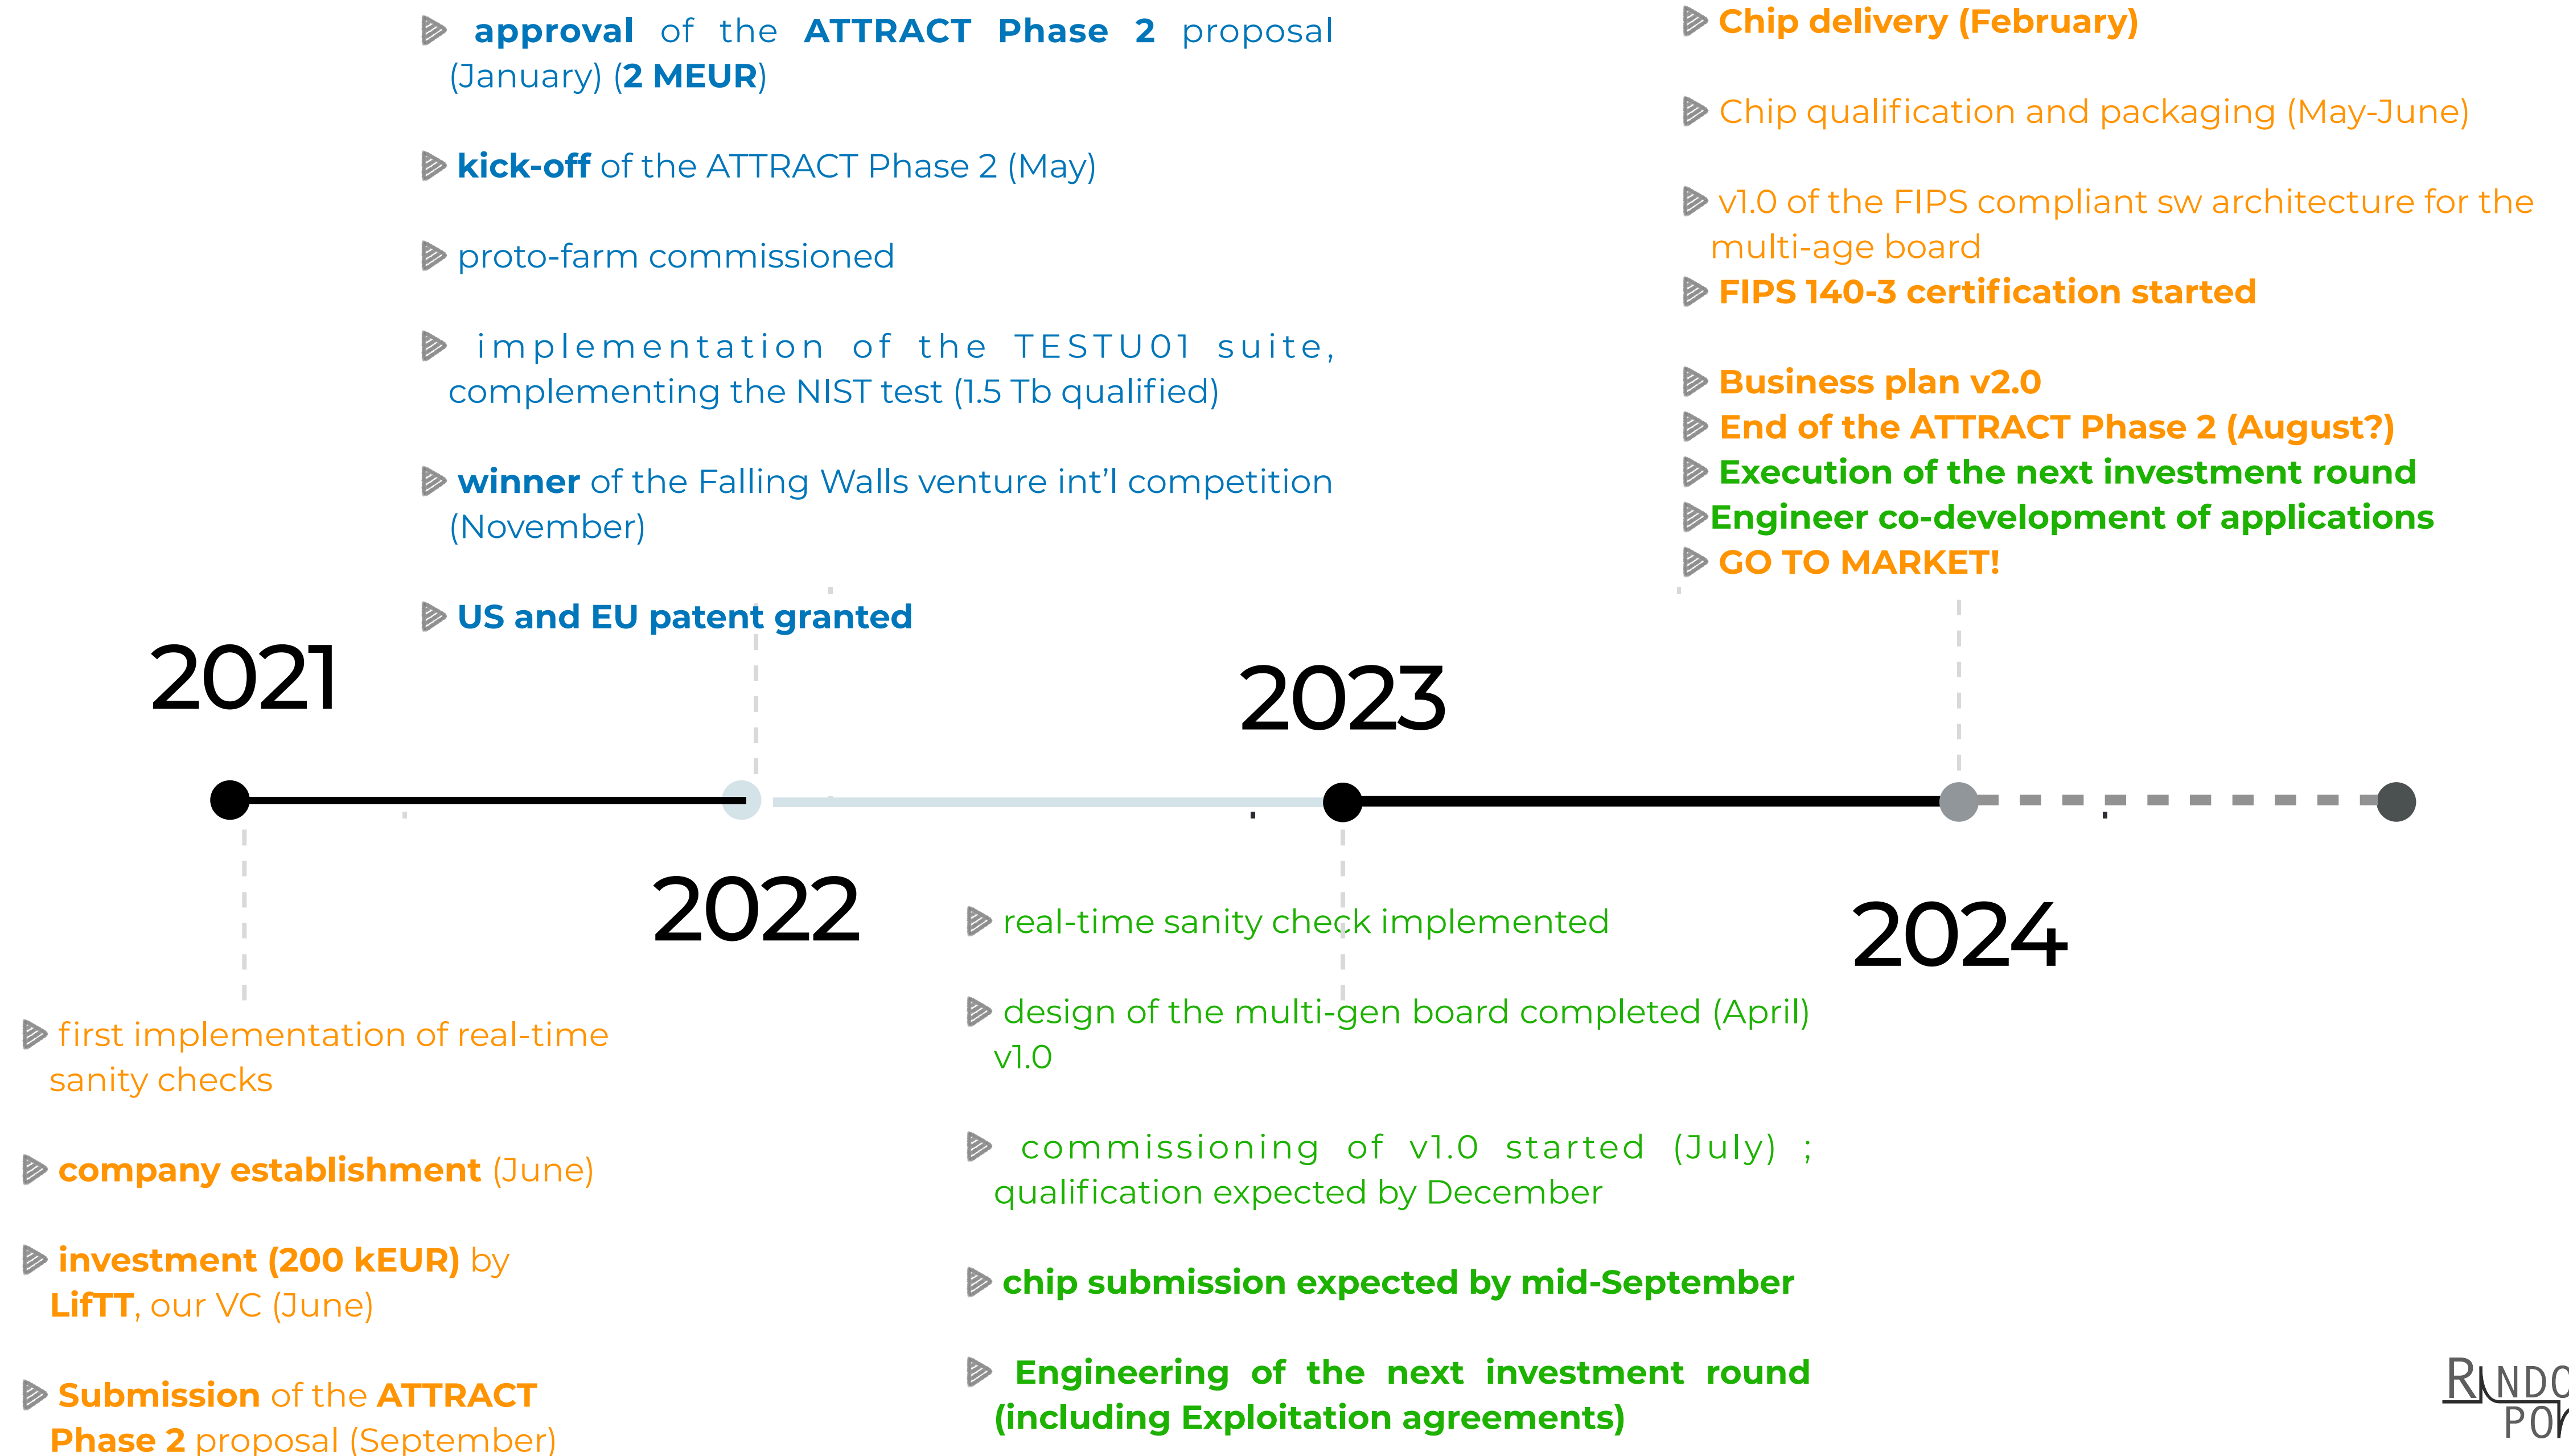 approval of the ATTRACT Phase 2 proposal
(January) (2 MEUR)
kick-off of the ATTRACT Phase 2 (May)
proto-farm commissioned
implementation of the TESTU01 suite,
complementing the NIST test (1.5 Tb qualified)
winner of the Falling Walls venture int'l competition
(November)
US and EU patent granted
Chip delivery (February)
Chip qualification and packaging (May-June)
v1.0 of the FIPS compliant sw architecture for the
multi-age board
FIPS 140-3 certification started
Business plan v2.0
End of the ATTRACT Phase 2 (August?)
Execution of the next investment round
Engineer co-development of applications
GO TO MARKET!
2021
2023
2022
2024
first implementation of real-time
sanity checks
company establishment (June)
investment (200 kEUR) by
LifTT, our VC (June)
Submission of the ATTRACT
Phase 2 proposal (September)
real-time sanity check implemented
design of the multi-gen board completed (April)
v1.0
commissioning of v1.0 started (July) ;
qualification expected by December
chip submission expected by mid-September
Engineering of the next investment round
(including Exploitation agreements)